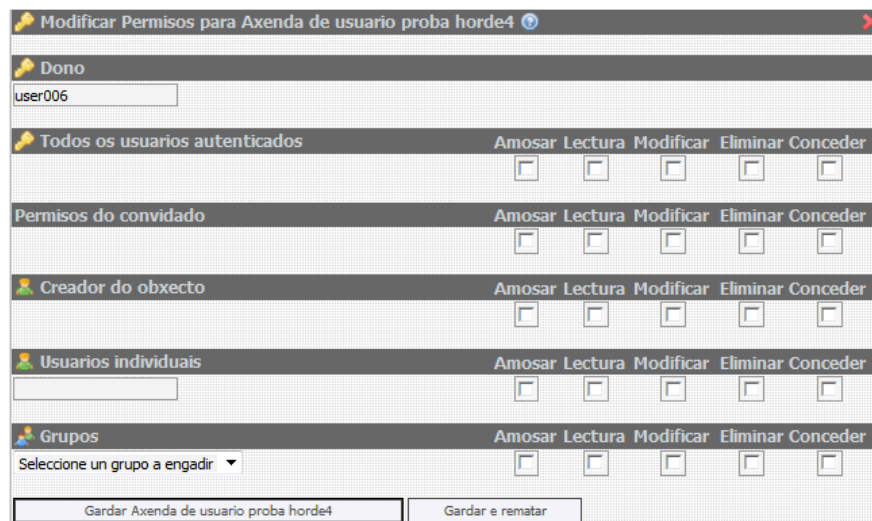 Modificar Permisos para Axenda de usuario proba horde4
Dono
user006
Todos os usuarios autenticados Amosar Lectura Modificar Eliminar Conceder
Permisos do convidado Amosar Lectura Modificar Eliminar Conceder
Creador do obxecto Amosar Lectura Modificar Eliminar Conceder
Usuarios individuais Amosar Lectura Modificar Eliminar Conceder
Grupos Amosar Lectura Modificar Eliminar Conceder
Seleccione un grupo a engadir
Gardar Axenda de usuario proba horde4 Gardar e rematar